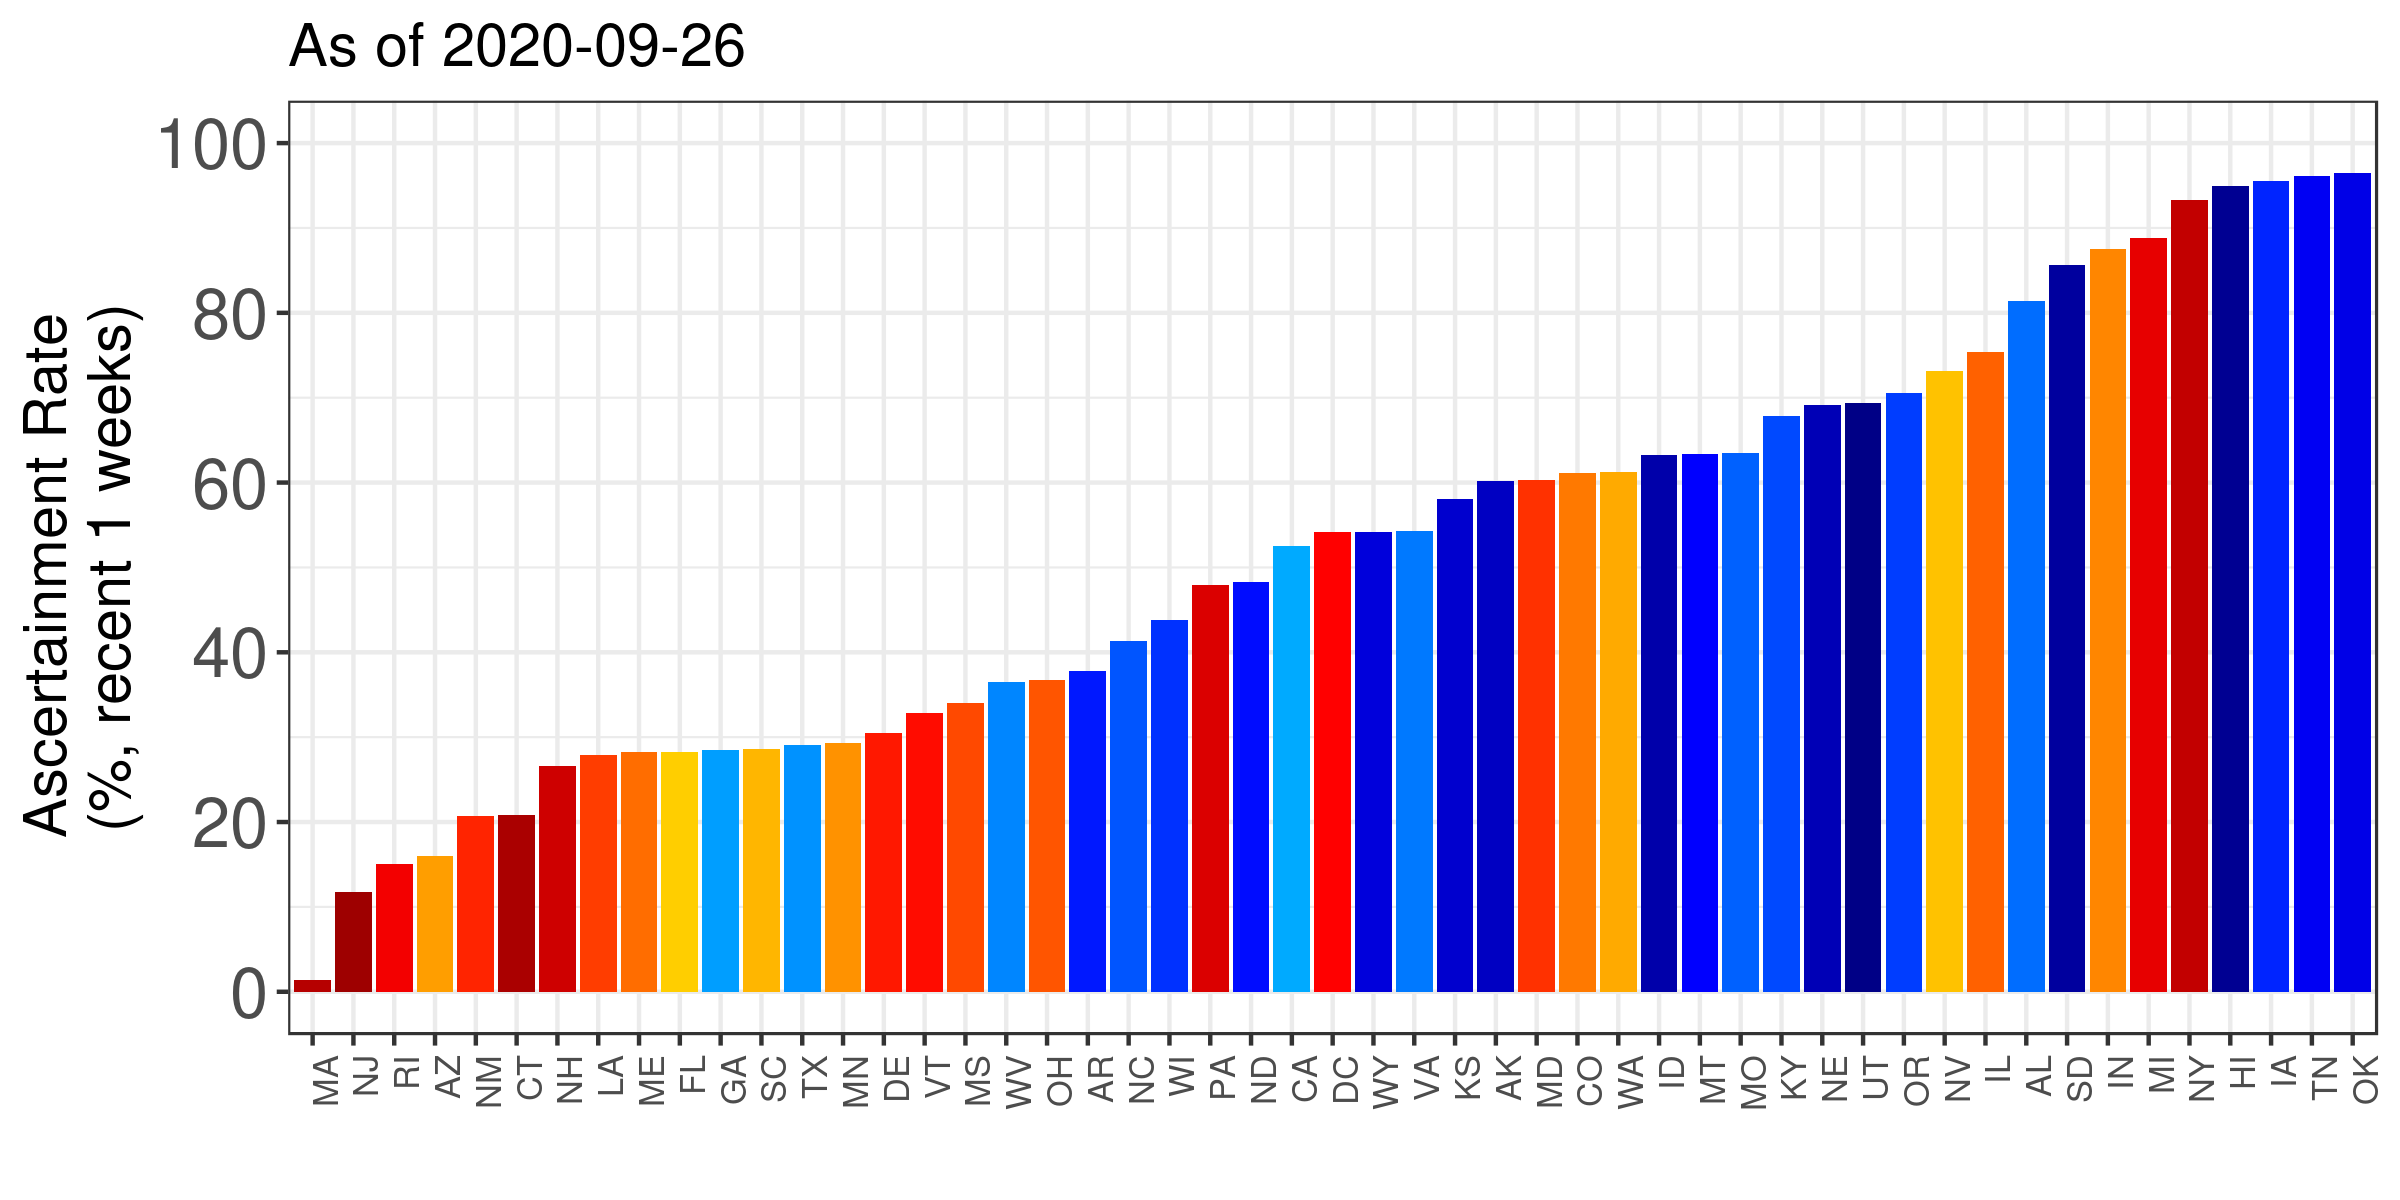 As of 2020-09-26
Ascertainment Rate
(%, recent 1 weeks)
100
80
60
40
20
0
MA NJ RI AZ NM CT NH LA ME FL GA SC TX MN DE VT MS WV OH AR NC WI PA ND CA DC WY VA KS AK MD CO WA ID MT MO KY NE UT OR NV IL AL SD IN MI NY HI IA TN OK